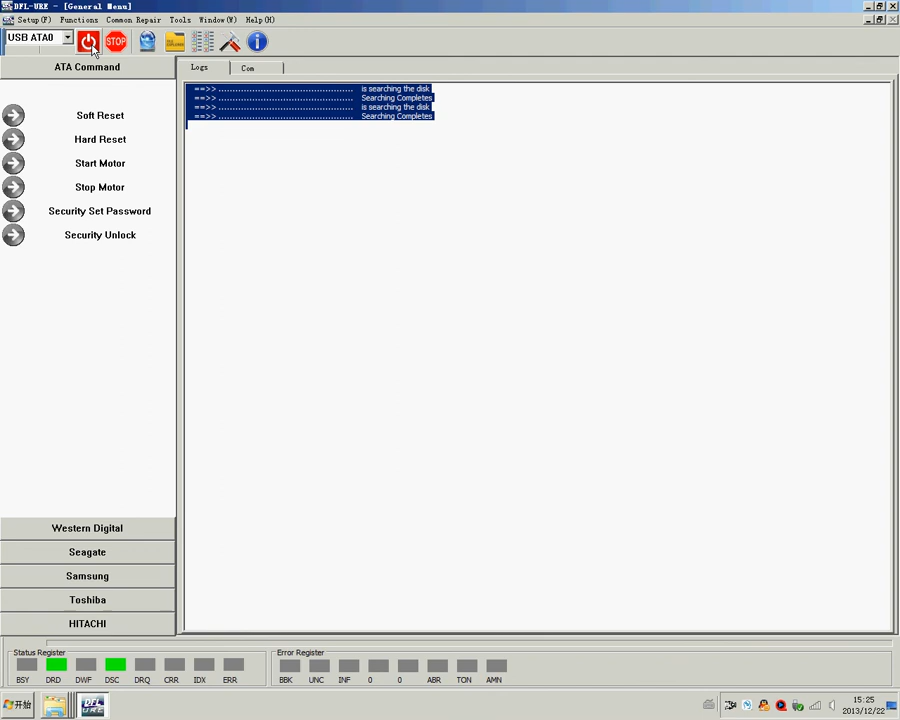 DFL-URE - [General Menu]
Setup(F) Functions Common Repair Tools Window(W) Help(H)
USB ATA0
STOP
ATA Command
Logs
Com
==>> ............................................. is searching the disk
==>> ............................................. Searching Completes
==>> ............................................. is searching the disk
==>> ............................................. Searching Completes
Soft Reset
Hard Reset
Start Motor
Stop Motor
Security Set Password
Security Unlock
Western Digital
Seagate
Samsung
Toshiba
HITACHI
Status Register
BSY DRD DWF DSC DRQ CRR IDX ERR
Error Register
BBK UNC INF 0 0 ABR TON AMN
开始
DFL
URE
15:25
2013/12/22